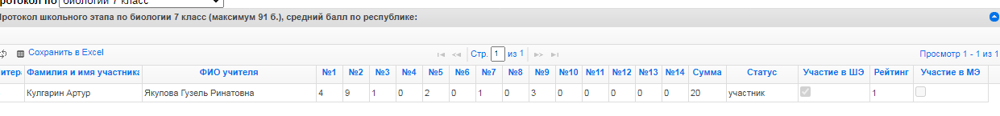 ротокол по биологии 7 класс
Протокол школьного этапа по биологии 7 класс (максимум 91 б.), средний балл по республике:
Сохранить в Excel Стр. 1 из 1 Просмотр 1 - 1 из 1
итера Фамилия и имя участника ФИО учителя №1 №2 №3 №4 №5 №6 №7 №8 №9 №10 №11 №12 №13 №14 Сумма Статус Участие в ШЭ Рейтинг Участие в МЭ
Кулгарин Артур Якупова Гузель Ринатовна 4 9 1 0 2 0 1 0 3 0 0 0 0 0 20 участник 1